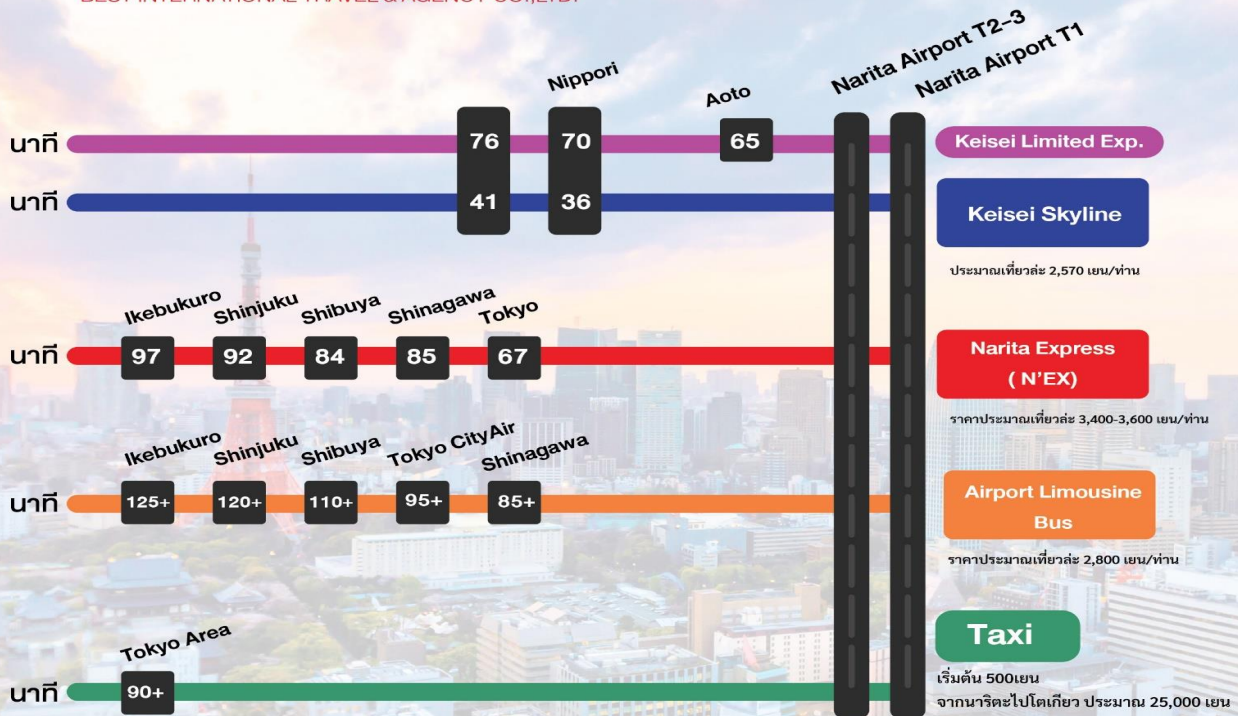 BEST INTERNATIONAL TRAVEL & AGENCY CO.,LTD.
Narita Airport T2-3
Narita Airport T1
Nippori
Aoto
นาที
76
70
65
Keisei Limited Exp.
นาที
41
36
Keisei Skyline
ประมาณเที่ยวล่ะ 2,570 เยน/ท่าน
Ikebukuro
Shinjuku
Shibuya
Shinagawa
Tokyo
นาที
97
92
84
85
67
Narita Express
( N'EX)
ราคาประมาณเที่ยวล่ะ 3,400-3,600 เยน/ท่าน
Ikebukuro
Shinjuku
Shibuya
Tokyo CityAir
Shinagawa
นาที
125+
120+
110+
95+
85+
Airport Limousine
Bus
ราคาประมาณเที่ยวล่ะ 2,800 เยน/ท่าน
Tokyo Area
นาที
90+
Taxi
เริ่มต้น 500เยน
จากนาริตะไปโตเกียว ประมาณ 25,000 เยน